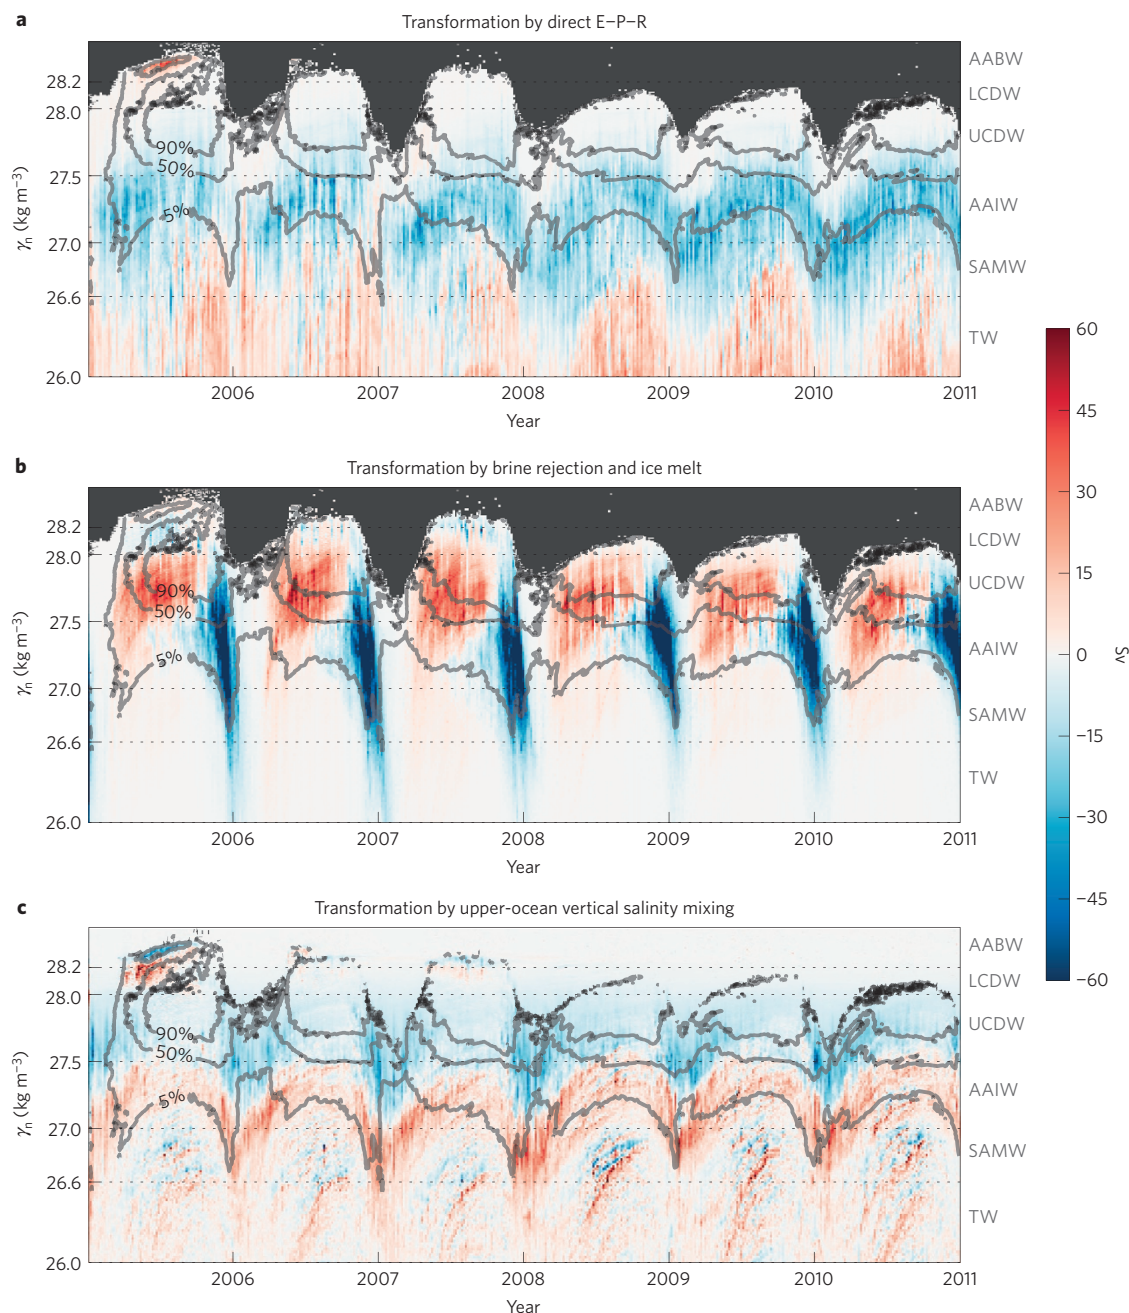 a
Transformation by direct E–P–R
28.2
28.0
27.5
27.0
26.6
26.0
γn (kg m−3)
90%
50%
5%
AABW
LCDW
UCDW
AAIW
SAMW
TW
2006
2007
2008
2009
2010
2011
Year
b
Transformation by brine rejection and ice melt
28.2
28.0
27.5
27.0
26.6
26.0
γn (kg m−3)
90%
50%
5%
AABW
LCDW
UCDW
AAIW
SAMW
TW
2006
2007
2008
2009
2010
2011
Year
c
Transformation by upper-ocean vertical salinity mixing
28.2
28.0
27.5
27.0
26.6
26.0
γn (kg m−3)
90%
50%
5%
AABW
LCDW
UCDW
AAIW
SAMW
TW
2006
2007
2008
2009
2010
2011
Year
60
45
30
15
0
−15
−30
−45
−60
Sv